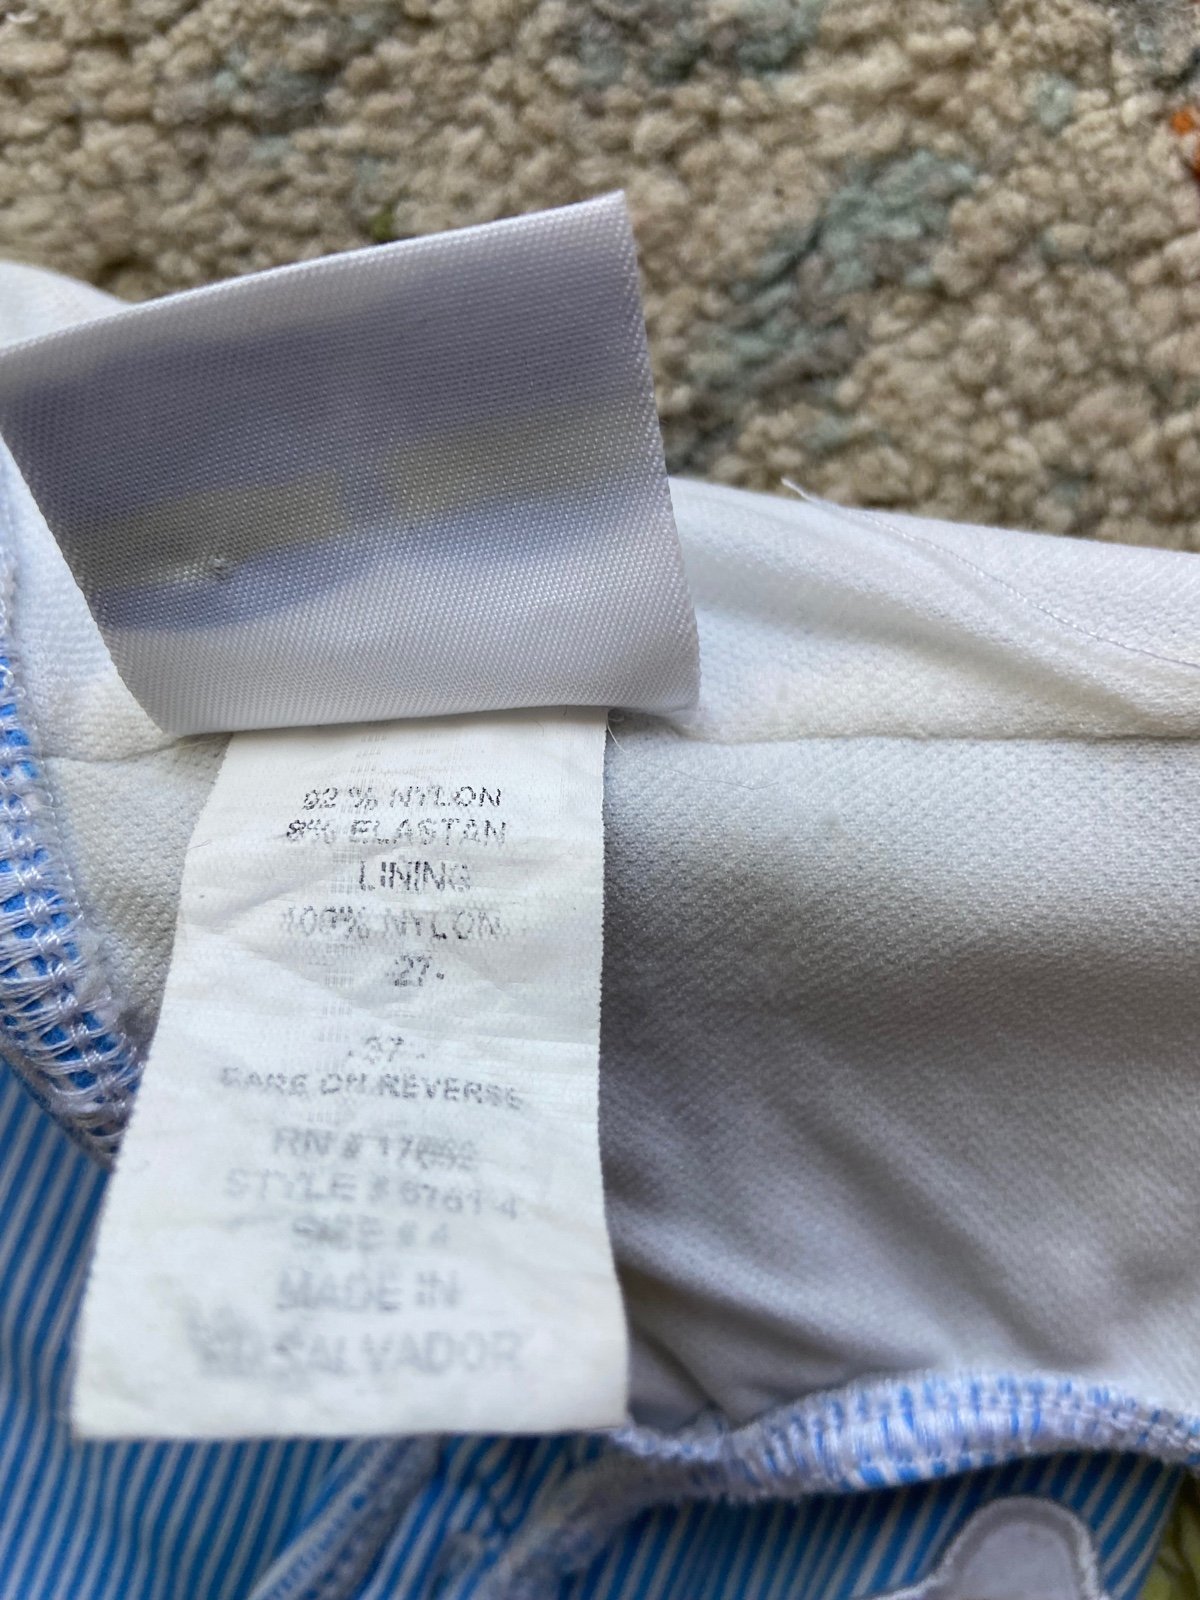 92% NYLON
8% ELASTAN
LINING
100% NYLON
27-
37-
CARE ON REVERSE
RN #
STYLE # 6761-4
SIZE # 4
MADE IN
EL SALVADOR